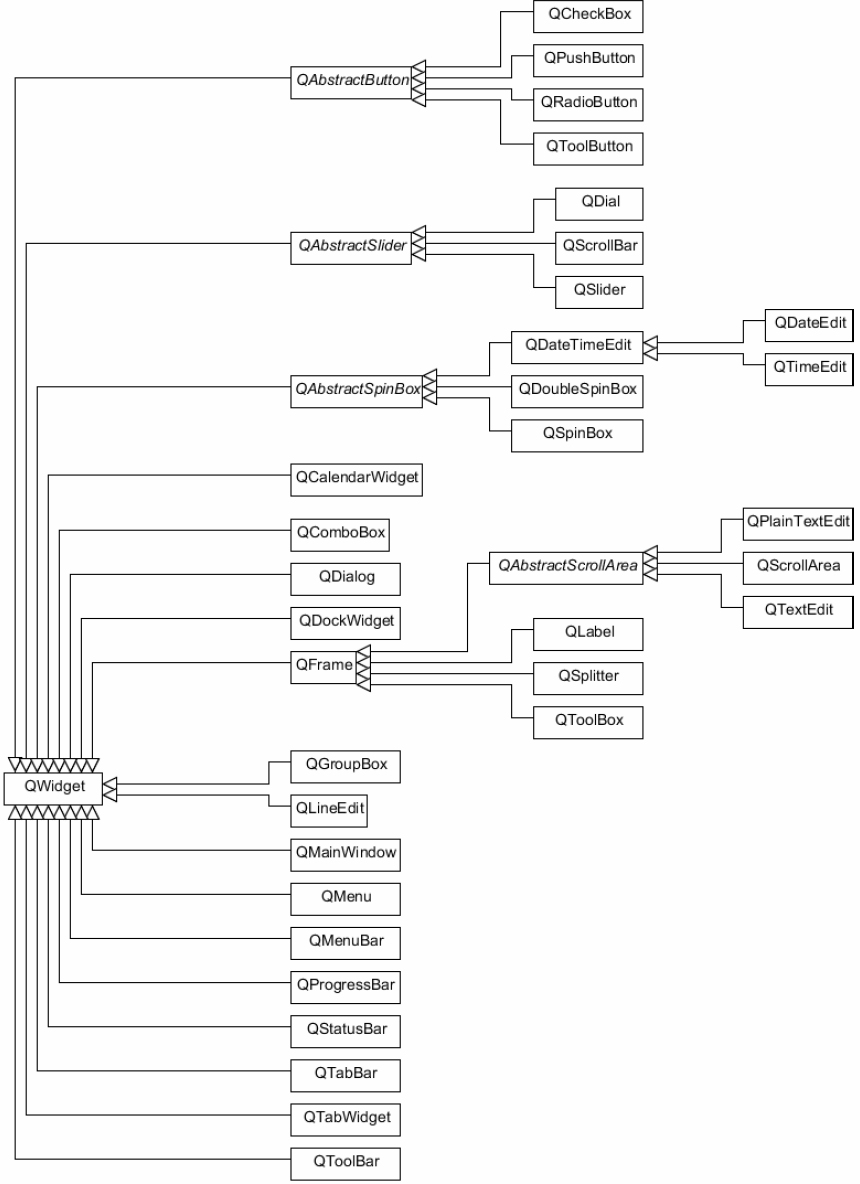 QCheckBox
QPushButton
QAbstractButton
QRadioButton
QToolButton
QDial
QAbstractSlider
QScrollBar
QSlider
QDateEdit
QDateTimeEdit
QTimeEdit
QAbstractSpinBox
QDoubleSpinBox
QSpinBox
QCalendarWidget
QPlainTextEdit
QComboBox
QAbstractScrollArea
QScrollArea
QDialog
QTextEdit
QDockWidget
QLabel
QFrame
QSplitter
QToolBox
QGroupBox
QWidget
QLineEdit
QMainWindow
QMenu
QMenuBar
QProgressBar
QStatusBar
QTabBar
QTabWidget
QToolBar